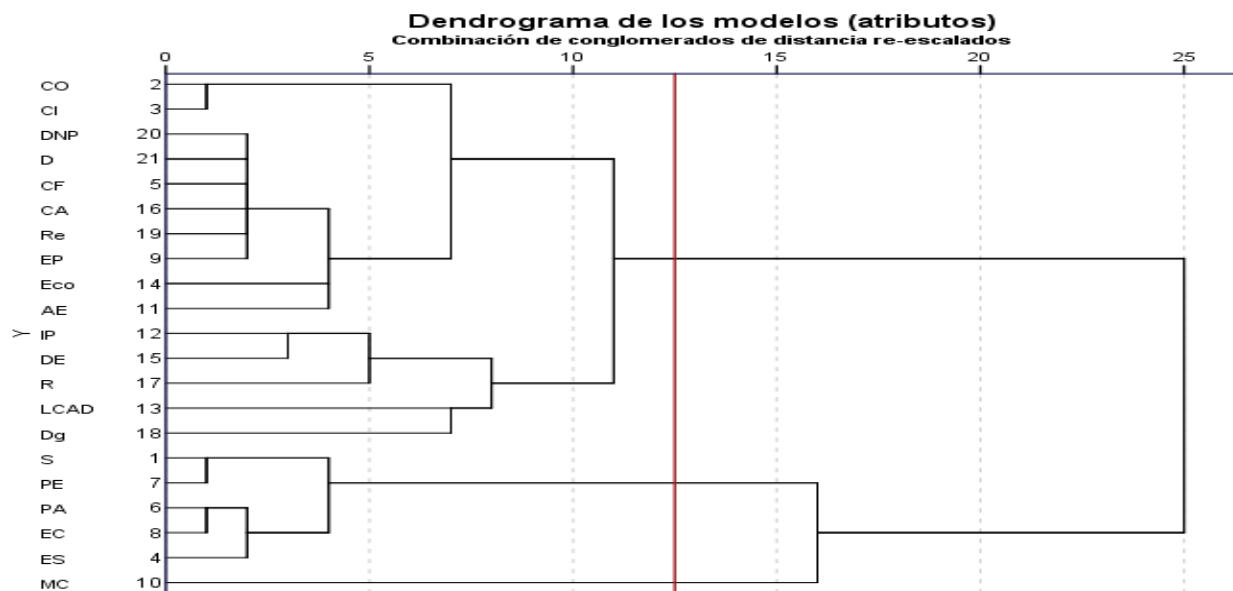 Dendrograma de los modelos (atributos)
Combinación de conglomerados de distancia re-escalados
0 5 10 15 20 25
CO 2
CI 3
DNP 20
D 21
CF 5
CA 16
Re 19
EP 9
Eco 14
AE 11
Y
IP 12
DE 15
R 17
LCAD 13
Dg 18
S 1
PE 7
PA 6
EC 8
ES 4
MC 10